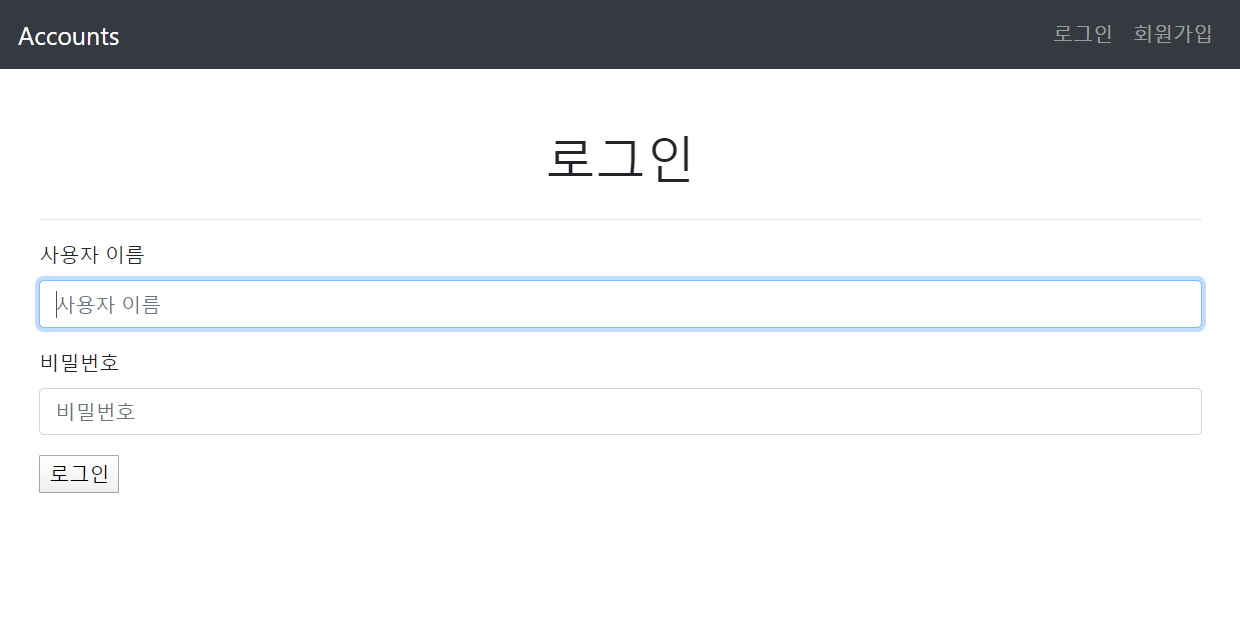 Accounts
로그인 회원가입
로그인
사용자 이름
사용자 이름
비밀번호
비밀번호
로그인